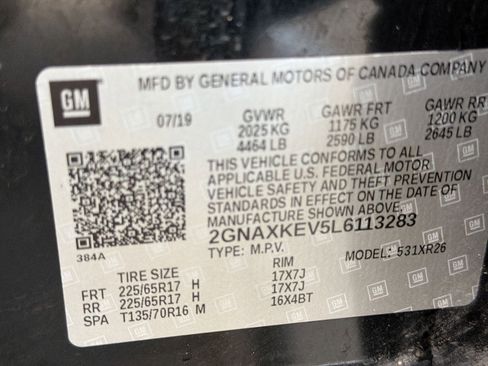 GM
MFD BY GENERAL MOTORS OF CANADA COMPANY
07/19 GVWR GAWR FRT GAWR RR
2025 KG 1175 KG 1200 KG
4464 LB 2590 LB 2645 LB
THIS VEHICLE CONFORMS TO ALL
APPLICABLE U.S. FEDERAL MOTOR
VEHICLE SAFETY AND THEFT PREVENTION
STANDARDS IN EFFECT ON THE DATE OF
MANUFACTURE SHOWN ABOVE.
2GNAXKEV5L6113283
384A TYPE: M.P.V. MODEL: 531XR26
TIRE SIZE RIM
FRT 225/65R17 H 17X7J
RR 225/65R17 H 17X7J
SPA T135/70R16 M 16X4BT